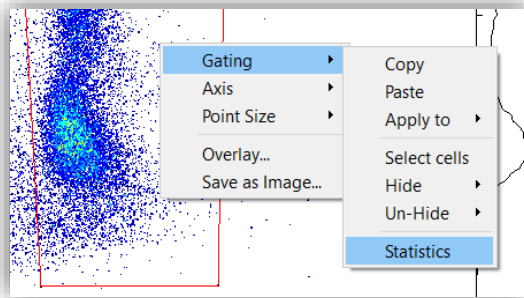 Gating
Axis
Point Size
Overlay...
Save as Image...
Copy
Paste
Apply to
Select cells
Hide
Un-Hide
Statistics